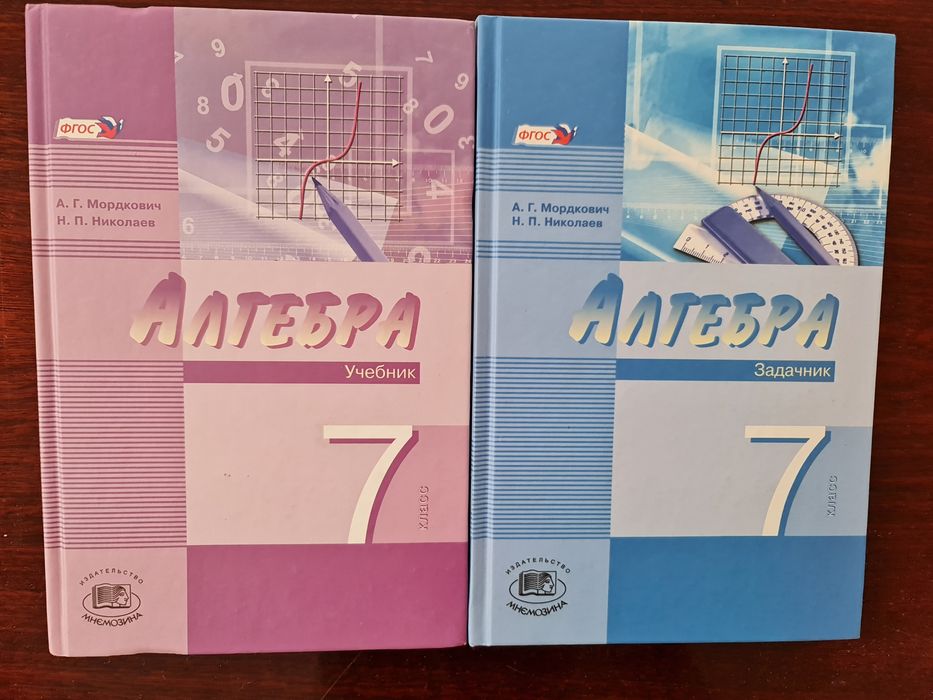 ФГОС
А. Г. Мордкович
Н. П. Николаев
АЛГЕБРА
Учебник
7
класс
ИЗДАТЕЛЬСТВО
МНЕМОЗИНА
ФГОС
А. Г. Мордкович
Н. П. Николаев
АЛГЕБРА
Задачник
7
класс
ИЗДАТЕЛЬСТВО
МНЕМОЗИНА